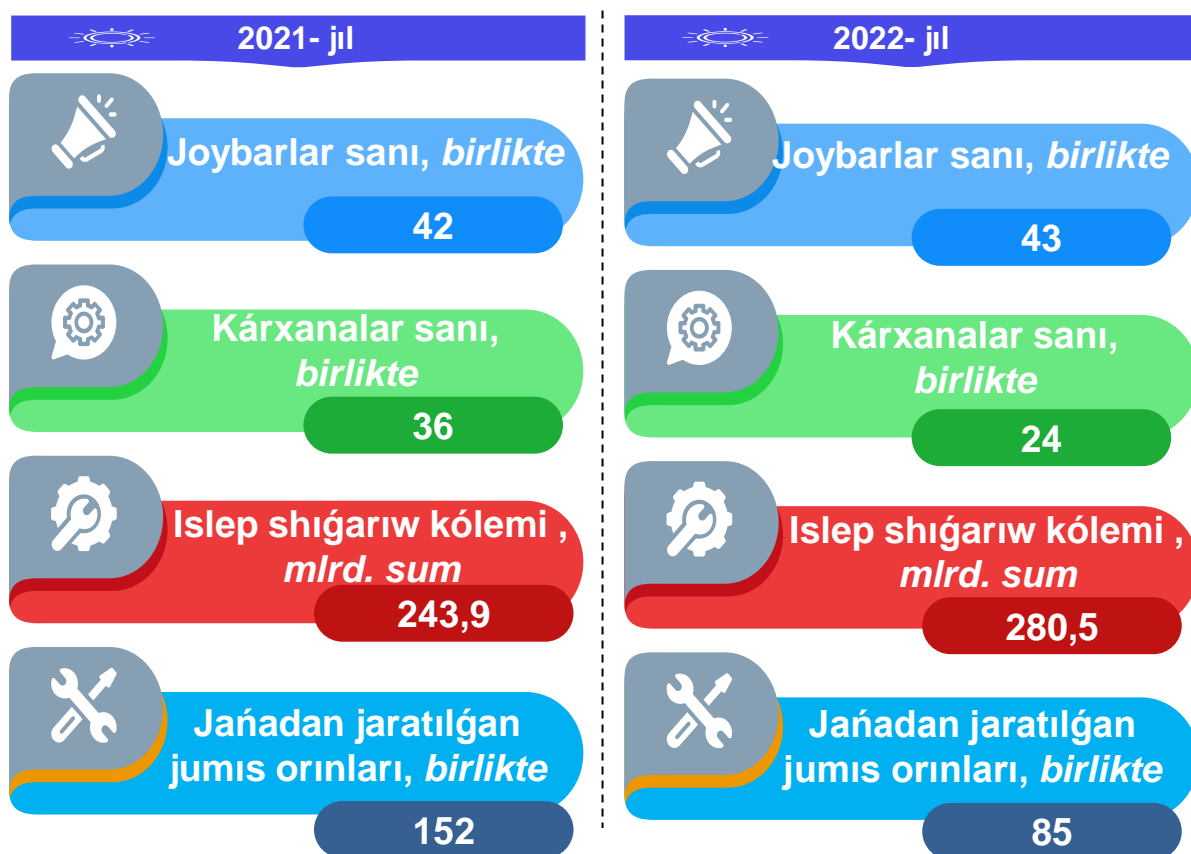 2021- jıl
Joybarlar sanı, birlikte
42
Kárxanalar sanı,
birlikte
36
Islep shıǵarıw kólemi ,
mlrd. sum
243,9
Jańadan jaratılǵan
jumıs orınları, birlikte
152
2022- jıl
Joybarlar sanı, birlikte
43
Kárxanalar sanı,
birlikte
24
Islep shıǵarıw kólemi ,
mlrd. sum
280,5
Jańadan jaratılǵan
jumıs orınları, birlikte
85